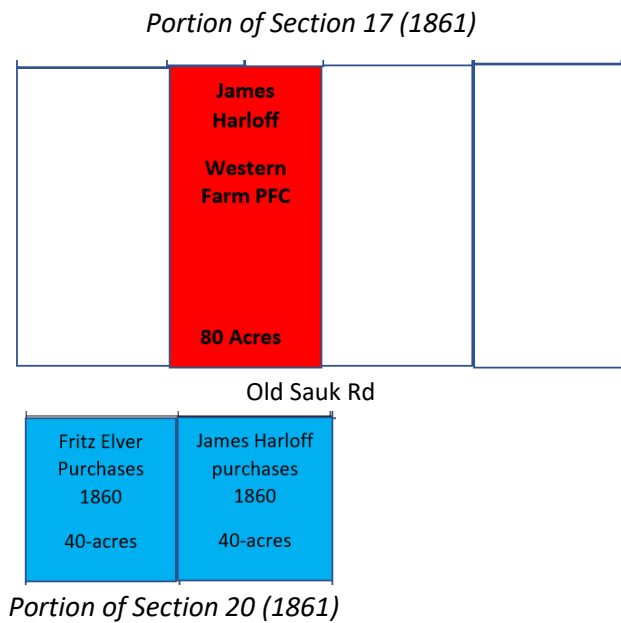 Portion of Section 17 (1861)
James
Harloff
Western
Farm PFC
80 Acres
Old Sauk Rd
Fritz Elver
Purchases
1860
40-acres
James Harloff
purchases
1860
40-acres
Portion of Section 20 (1861)